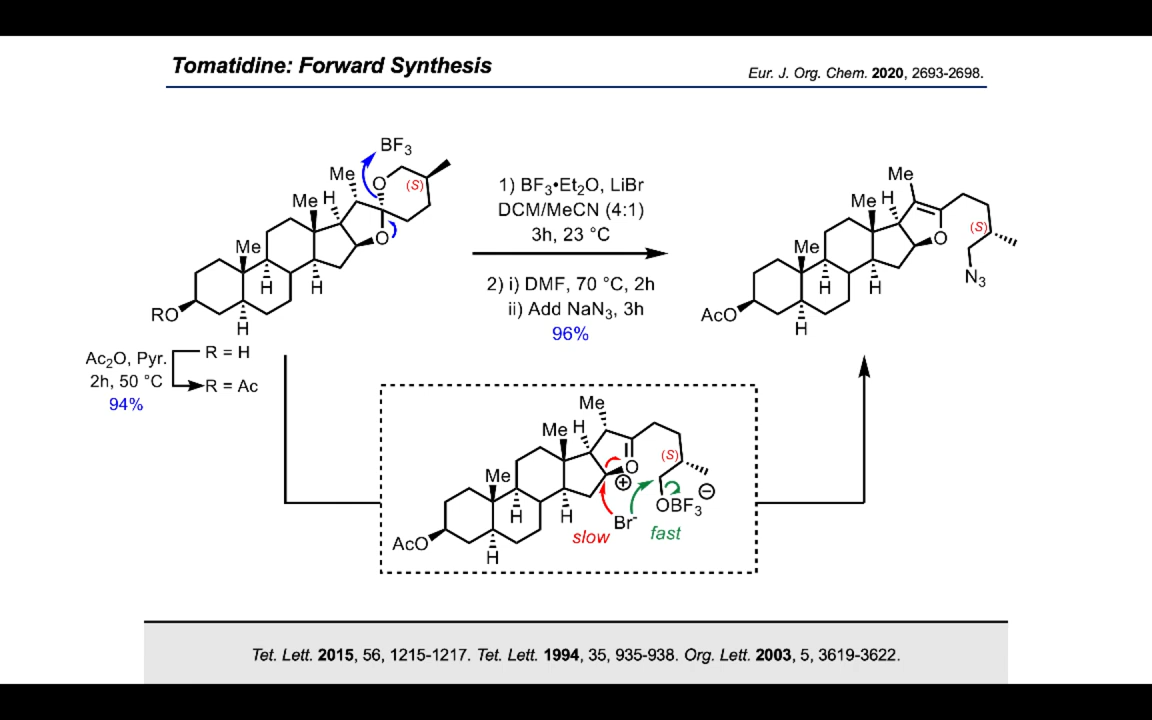 Tomatidine: Forward Synthesis
Eur. J. Org. Chem. 2020, 2693-2698.
BF₃
Me
O
(S)
Me
H
Me
O
H
H
RO
H
Ac₂O, Pyr.
2h, 50 °C
94%
R = H
R = Ac
1) BF₃•Et₂O, LiBr
DCM/MeCN (4:1)
3h, 23 °C
2) i) DMF, 70 °C, 2h
ii) Add NaN₃, 3h
96%
Me
Me
H
(S)
O
Me
N₃
H
H
AcO
H
Me
Me
H
(S)
O
⊕
Me
H
H
OBF₃
⊖
Br⁻
slow
fast
AcO
H
Tet. Lett. 2015, 56, 1215-1217. Tet. Lett. 1994, 35, 935-938. Org. Lett. 2003, 5, 3619-3622.